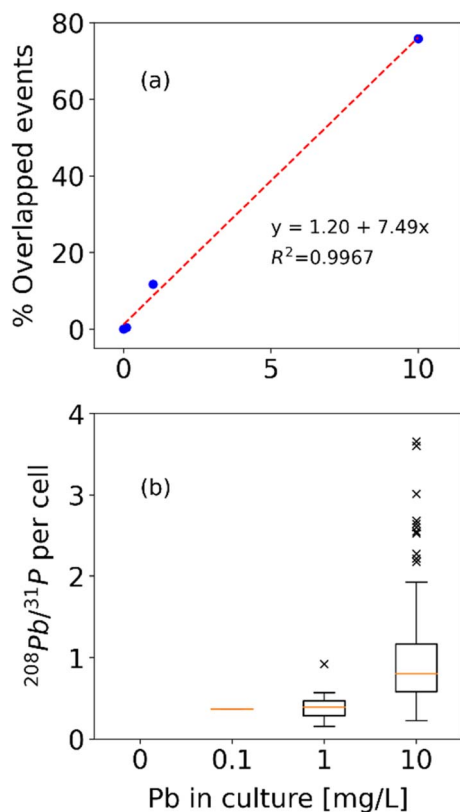 80
60
40
20
0
% Overlapped events
(a)
y = 1.20 + 7.49x
R²=0.9967
0 5 10
4
3
2
1
0
²⁰⁸Pb/³¹P per cell
(b)
0 0.1 1 10
Pb in culture [mg/L]